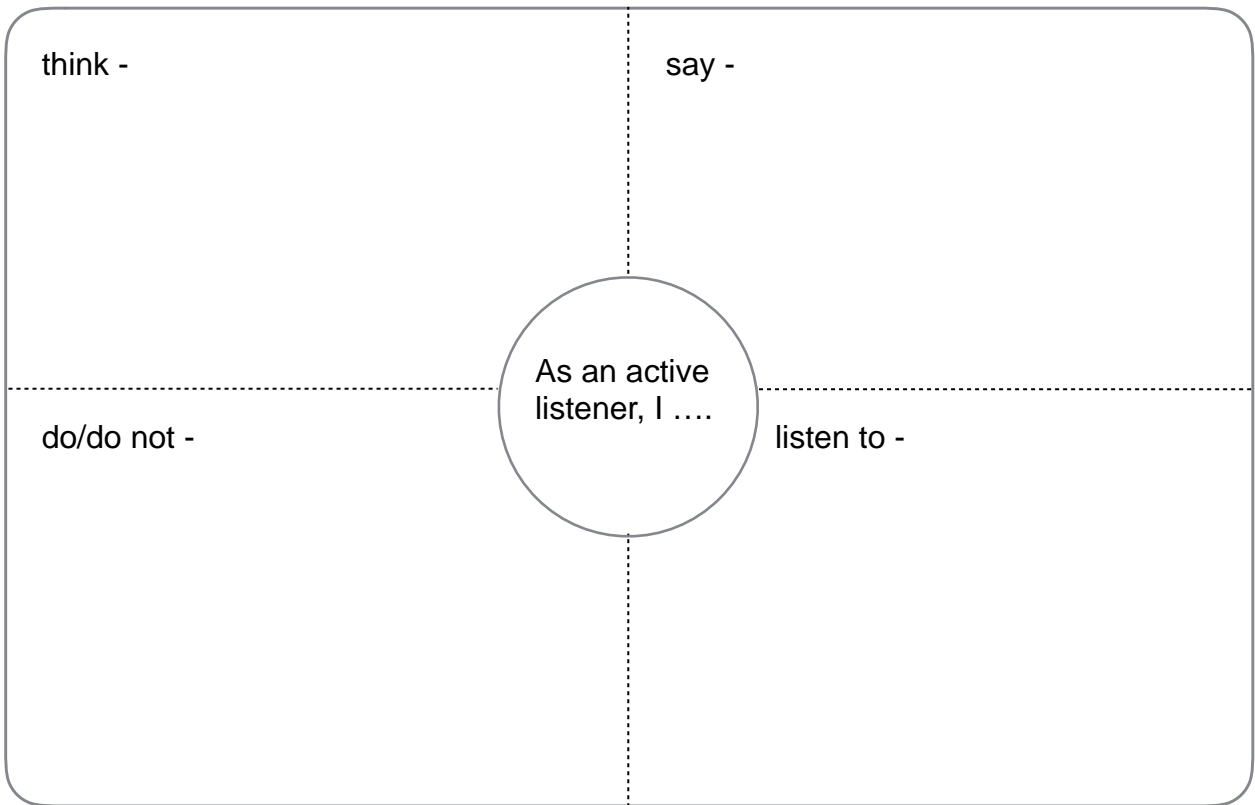 think -
say -
As an active
listener, I ….
do/do not -
listen to -